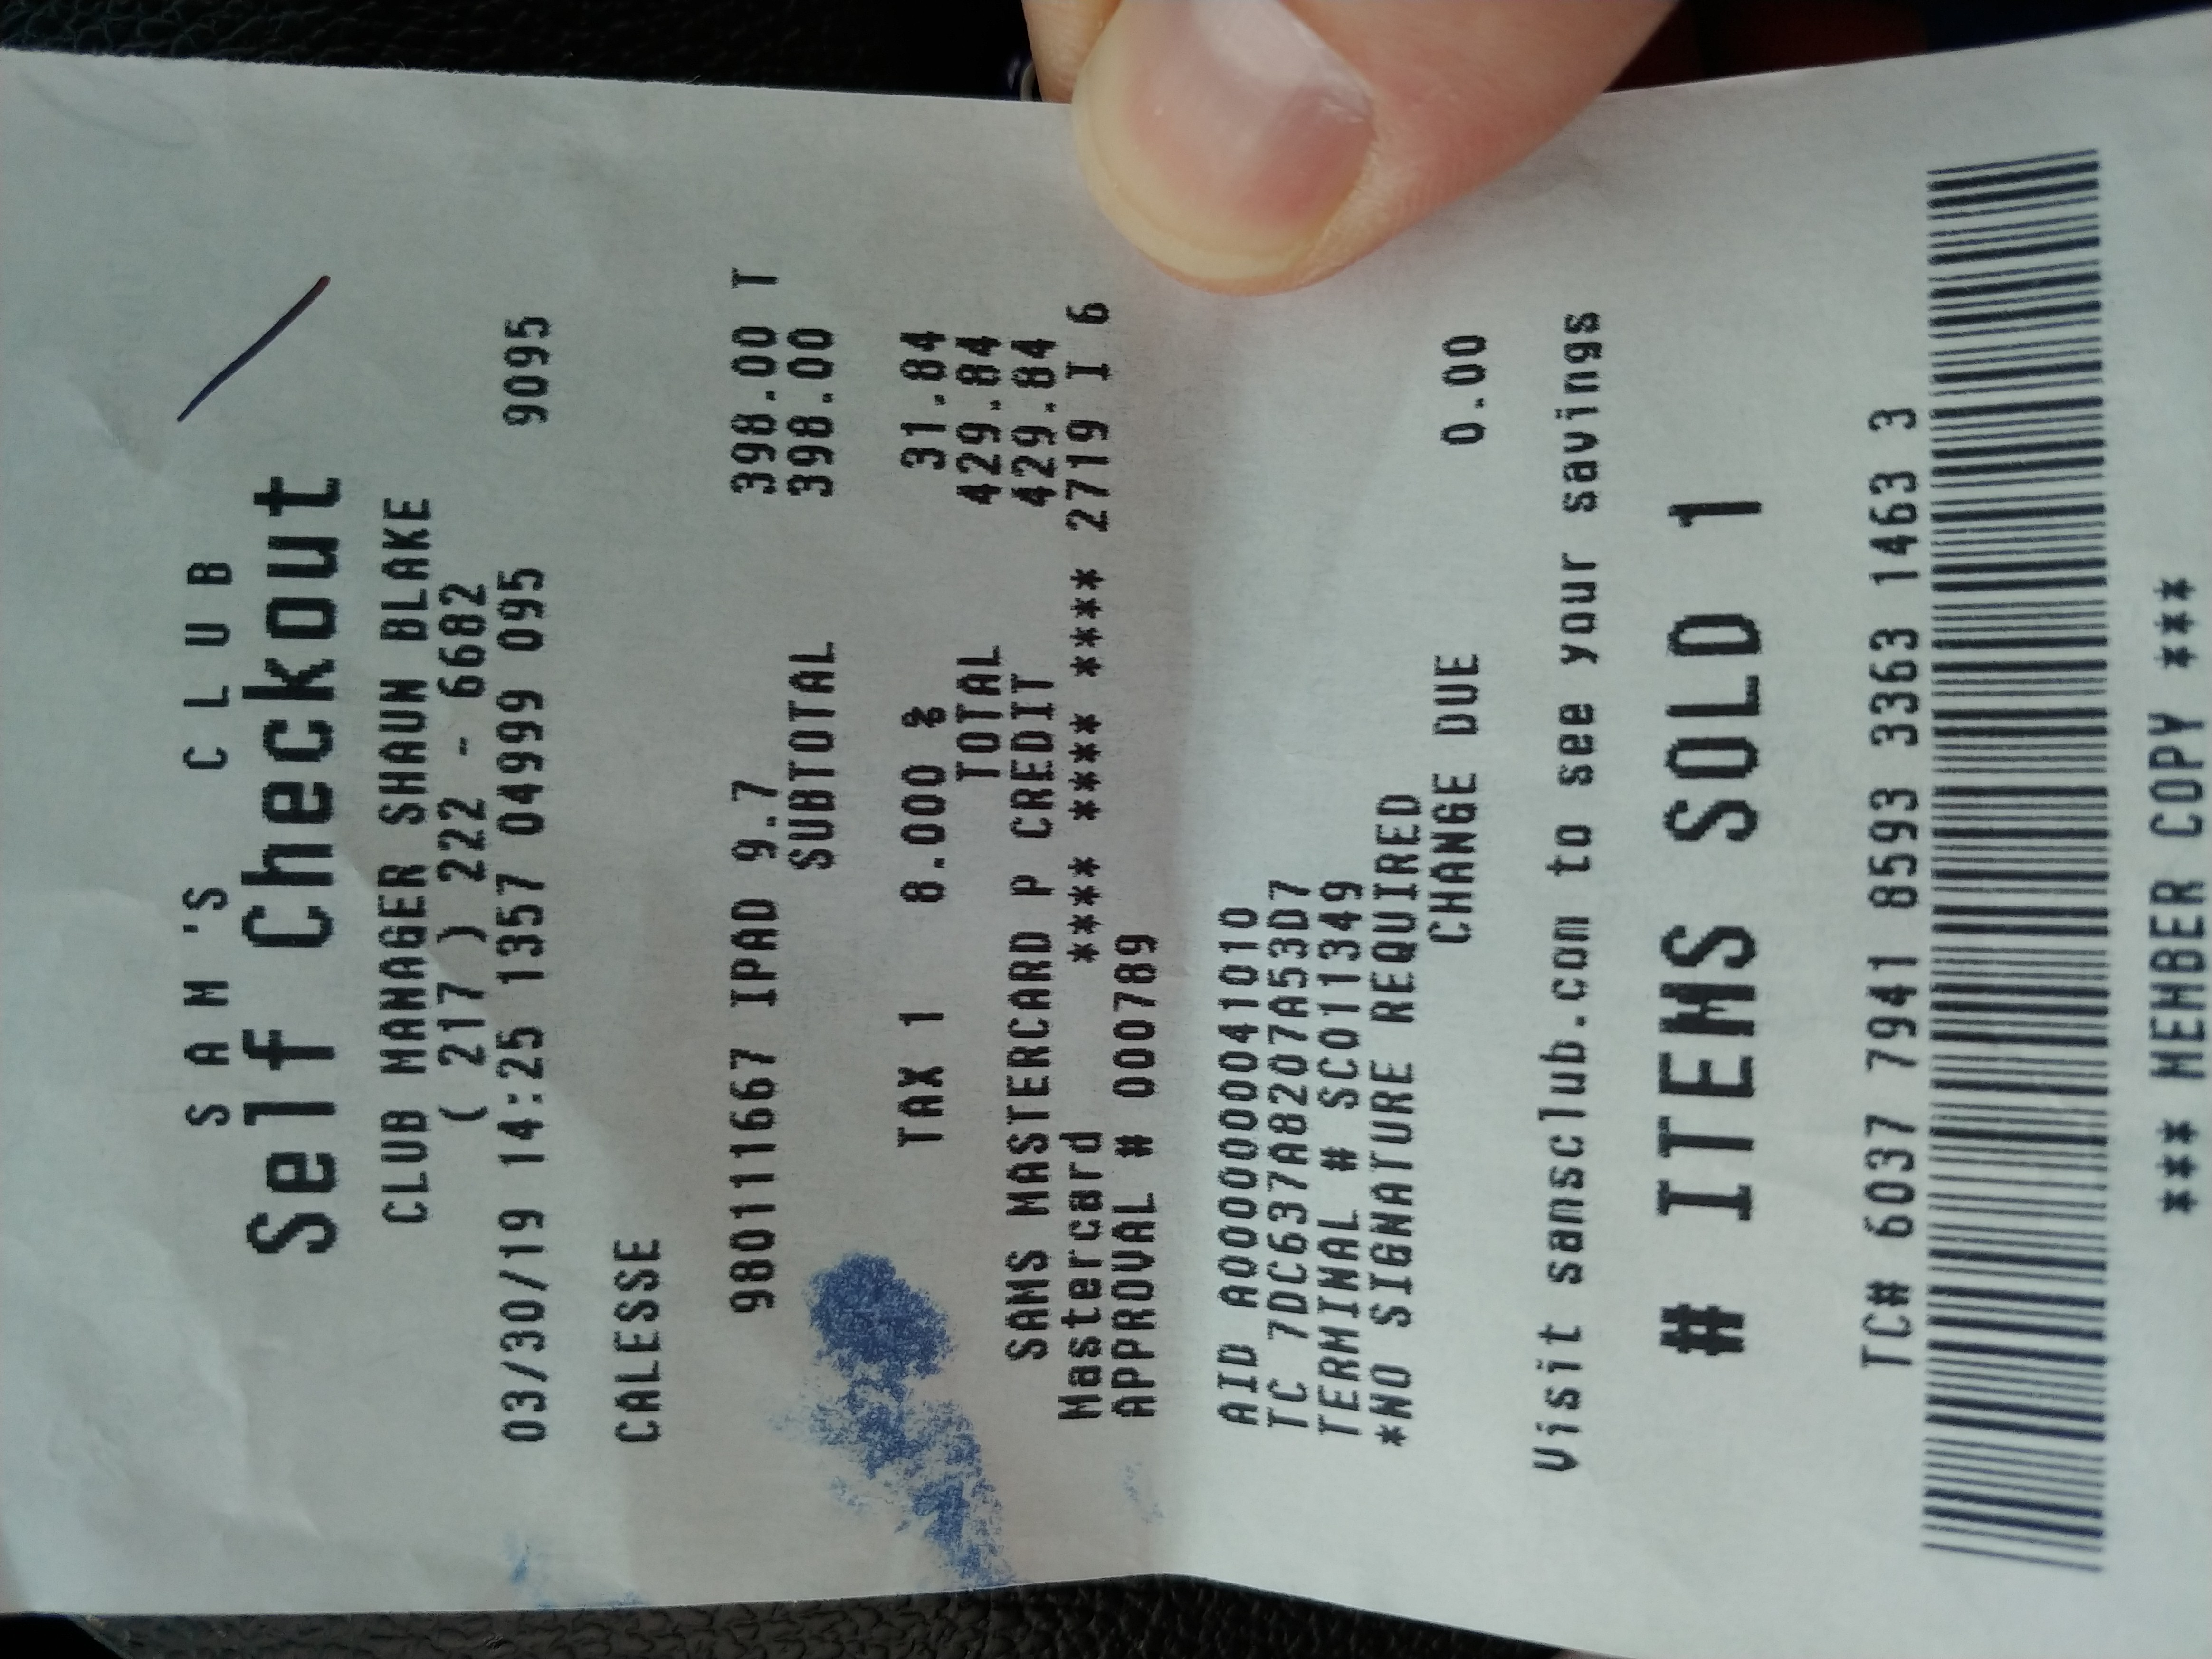 SAM'S CLUB
Self Checkout
CLUB MANAGER SHAUN BLAKE
( 217 ) 222 - 6682
03/30/19 14:25 1357 04999 095 9095
CALESSE
980111667 IPAD 9.7 398.00 T
SUBTOTAL 398.00
TAX 1 8.000 % 31.84
TOTAL 429.84
SAMS MASTERCARD P CREDIT 429.84
Mastercard **** **** **** 2719 I 6
APPROVAL # 000789
AID A0000000041010
TC 7DC637A8207A53D7
TERMINAL # SC011349
*NO SIGNATURE REQUIRED
CHANGE DUE 0.00
Visit samsclub.com to see your savings
# ITEMS SOLD 1
TC# 6037 7941 8593 3363 1463 3
*** MEMBER COPY ***